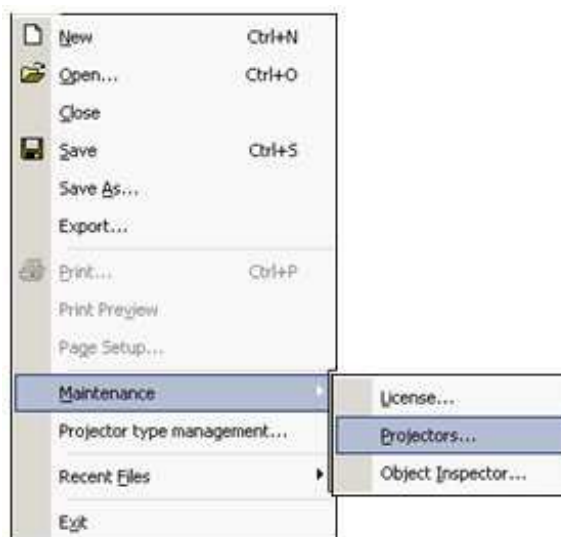 New Ctrl+N
Open... Ctrl+O
Close
Save Ctrl+S
Save As...
Export...
Print... Ctrl+P
Print Preview
Page Setup...
Maintenance
License...
Projectors...
Object Inspector...
Projector type management...
Recent Files
Exit